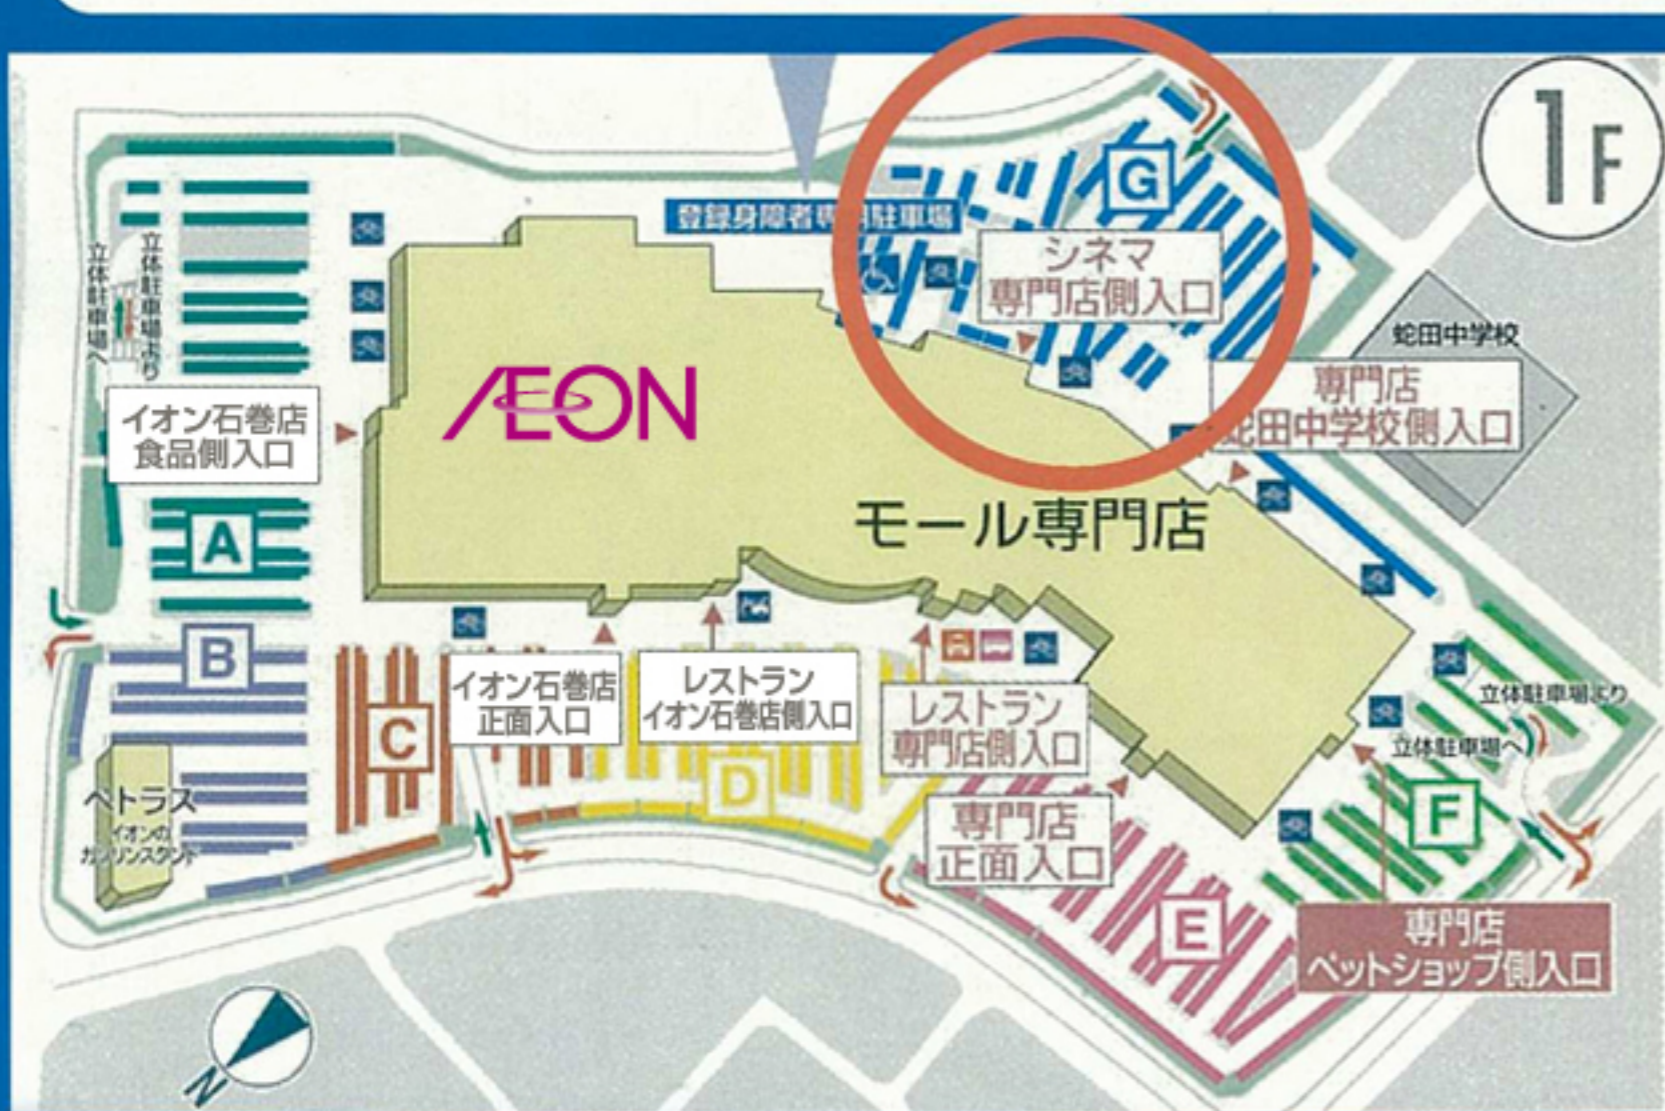 1F
G
登録身障者専用駐車場
シネマ
専門店側入口
蛇田中学校
立体駐車場入場
立体駐車場より
専門店
蛇田中学校側入口
イオン石巻店
食品側入口
ÆON
モール専門店
A
B
C
イオン石巻店
正面入口
レストラン
イオン石巻店側入口
レストラン
専門店側入口
D
立体駐車場より
立体駐車場へ
ペトラス
イオンの
ガソリンスタンド
専門店
正面入口
F
E
専門店
ペットショップ側入口
N